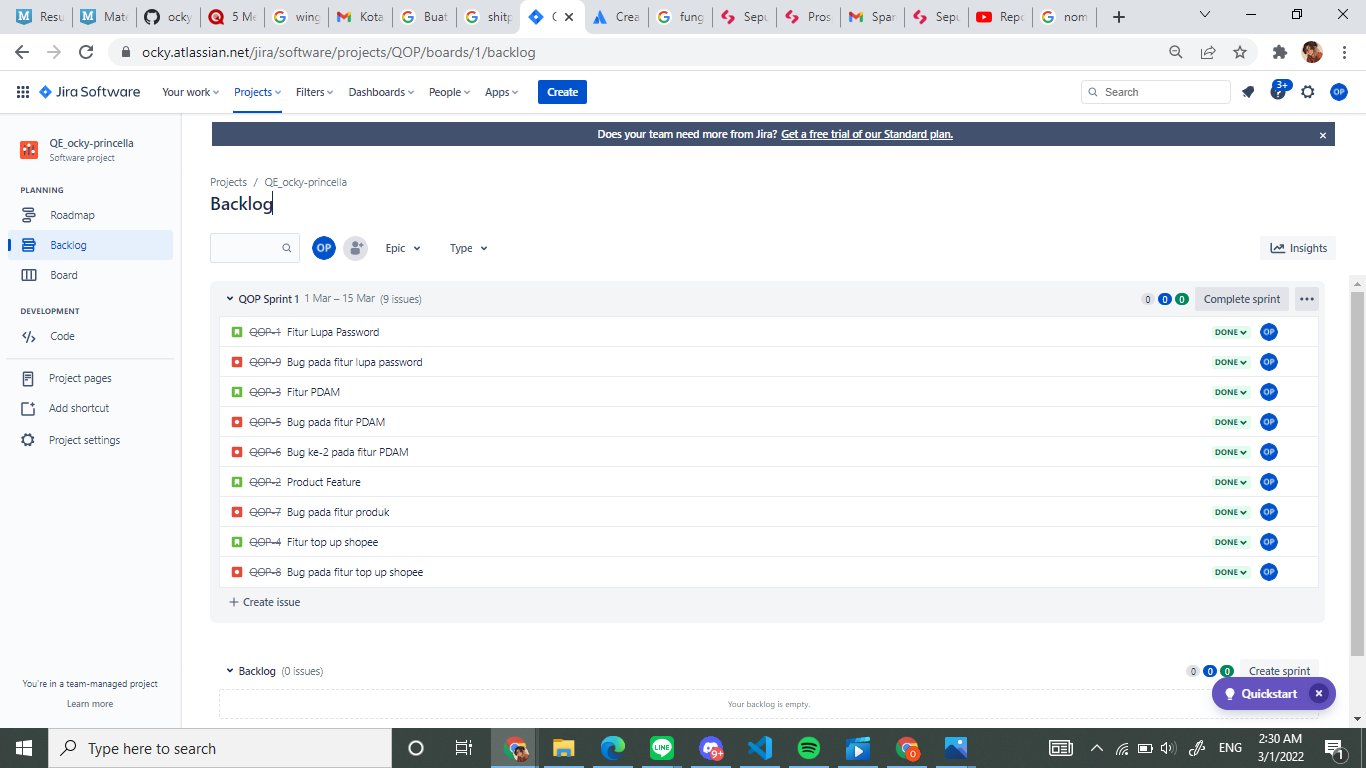 Resu
Mate
ocky
5 Me
wing
Kota
Buat
shitp
Crea
fung
Sepu
Pros
Spar
Sepu
Repo
nom
ocky.atlassian.net/jira/software/projects/QOP/boards/1/backlog
Jira Software Your work Projects Filters Dashboards People Apps Create Search 3+ OP
Does your team need more from Jira? Get a free trial of our Standard plan.
QE_ocky-princella
Software project
PLANNING
Roadmap
Backlog
Board
DEVELOPMENT
Code
Project pages
Add shortcut
Project settings
You're in a team-managed project
Learn more
Projects / QE_ocky-princella
Backlog
OP Epic Type Insights
QOP Sprint 1 1 Mar – 15 Mar (9 issues) 0 0 0 Complete sprint
QOP-1 Fitur Lupa Password DONE OP
QOP-9 Bug pada fitur lupa password DONE OP
QOP-3 Fitur PDAM DONE OP
QOP-5 Bug pada fitur PDAM DONE OP
QOP-6 Bug ke-2 pada fitur PDAM DONE OP
QOP-2 Product Feature DONE OP
QOP-7 Bug pada fitur produk DONE OP
QOP-4 Fitur top up shopee DONE OP
QOP-8 Bug pada fitur top up shopee DONE OP
+ Create issue
Backlog (0 issues) 0 0 0 Create sprint
Your backlog is empty.
Quickstart
Type here to search
LINE
9+
0
ENG
2:30 AM
3/1/2022
1